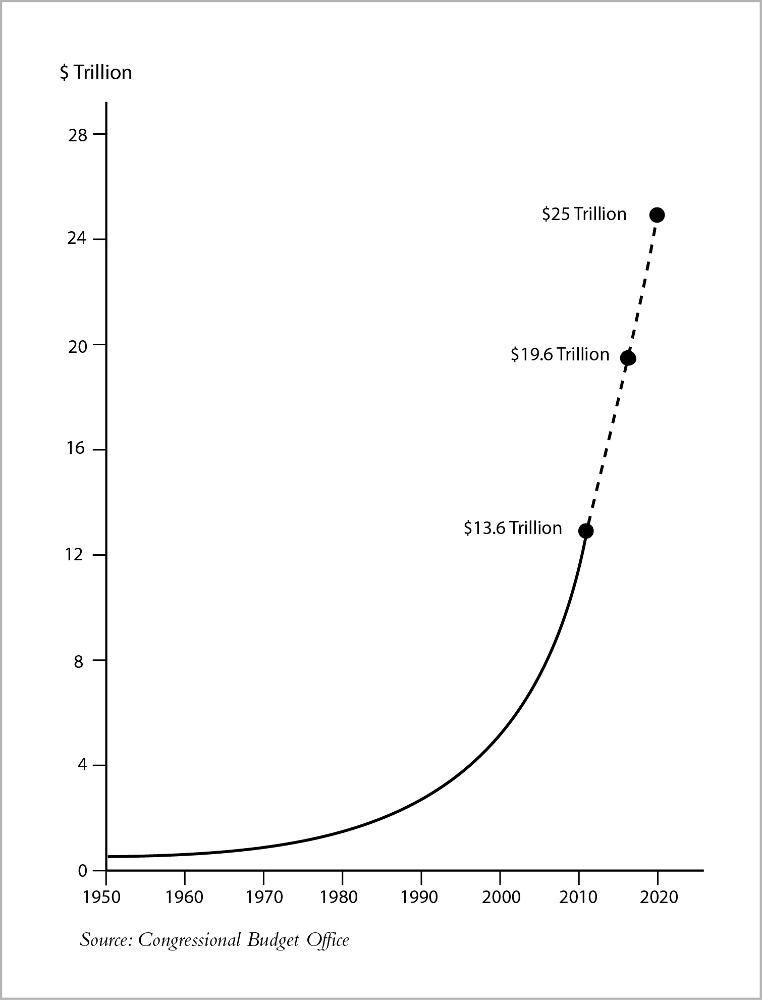 $ Trillion
28
$25 Trillion
24
20
$19.6 Trillion
16
$13.6 Trillion
12
8
4
0
1950 1960 1970 1980 1990 2000 2010 2020
Source: Congressional Budget Office